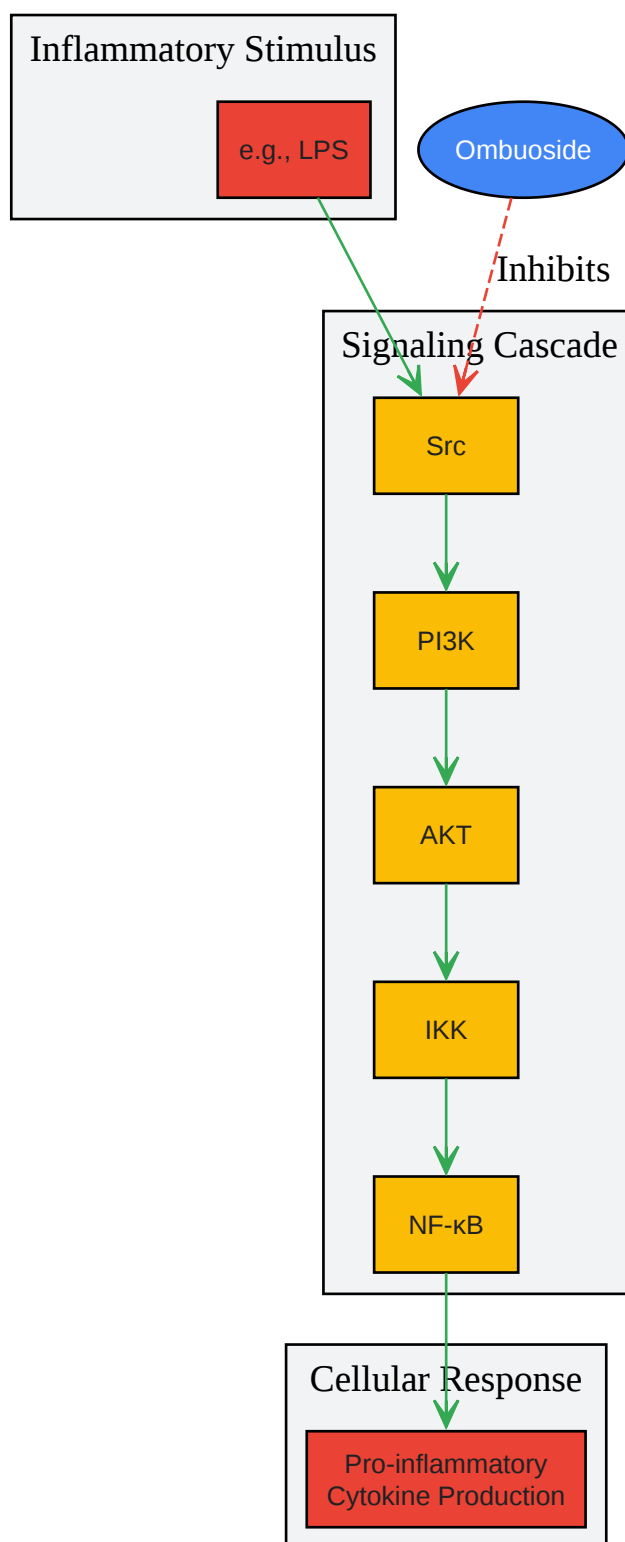 Inflammatory Stimulus
e.g., LPS
Ombuoside
Inhibits
Signaling Cascade
Src
PI3K
AKT
IKK
NF-κB
Cellular Response
Pro-inflammatory
Cytokine Production